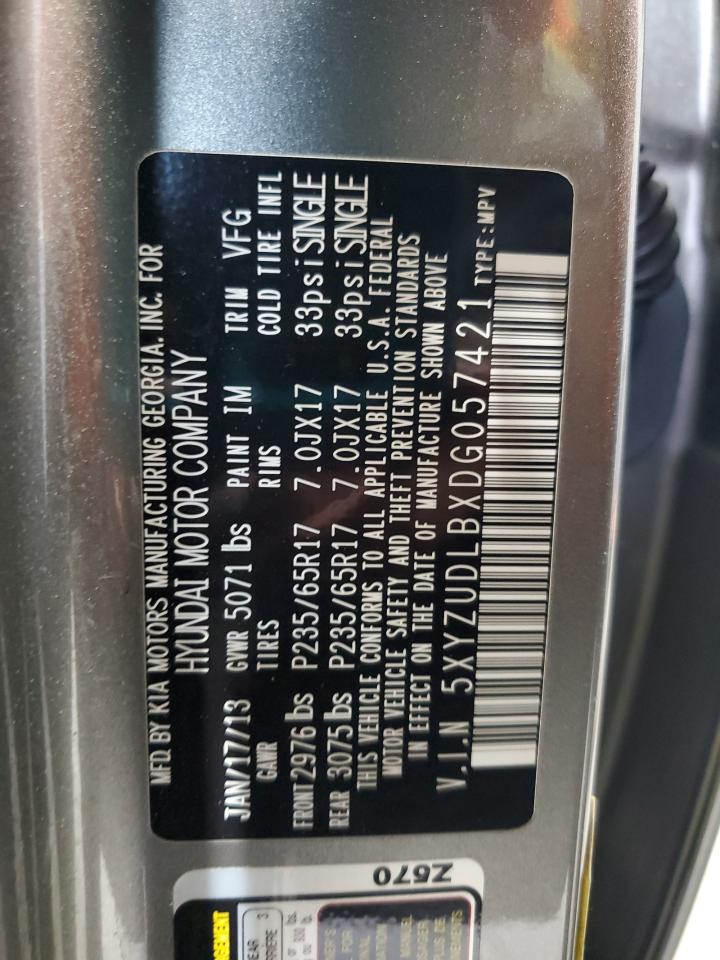 MFD. BY KIA MOTORS MANUFACTURING GEORGIA. INC. FOR
HYUNDAI MOTOR COMPANY
JAN/17/13 GVWR 5071 lbs PAINT IM TRIM VFG
GAWR TIRES RIMS COLD TIRE INFL
FRONT 2976 lbs P235/65R17 7.0JX17 33psi SINGLE
REAR 3075 lbs P235/65R17 7.0JX17 33psi SINGLE
THIS VEHICLE CONFORMS TO ALL APPLICABLE U.S.A. FEDERAL
MOTOR VEHICLE SAFETY AND THEFT PREVENTION STANDARDS
IN EFFECT ON THE DATE OF MANUFACTURE SHOWN ABOVE
V.I.N 5XYZUDLBXDG057421 TYPE:MPV
Z670
3